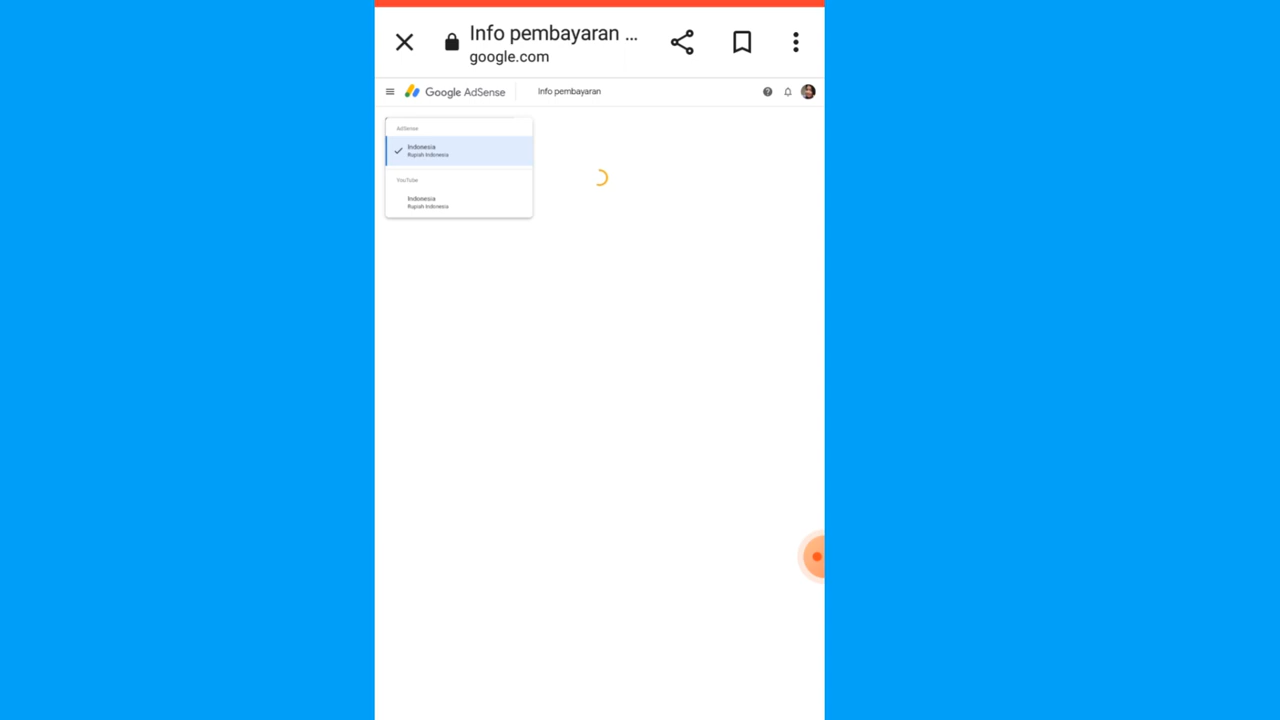 Info pembayaran ...
google.com
Google AdSense
Info pembayaran
AdSense
Indonesia
Rupiah Indonesia
YouTube
Indonesia
Rupiah Indonesia